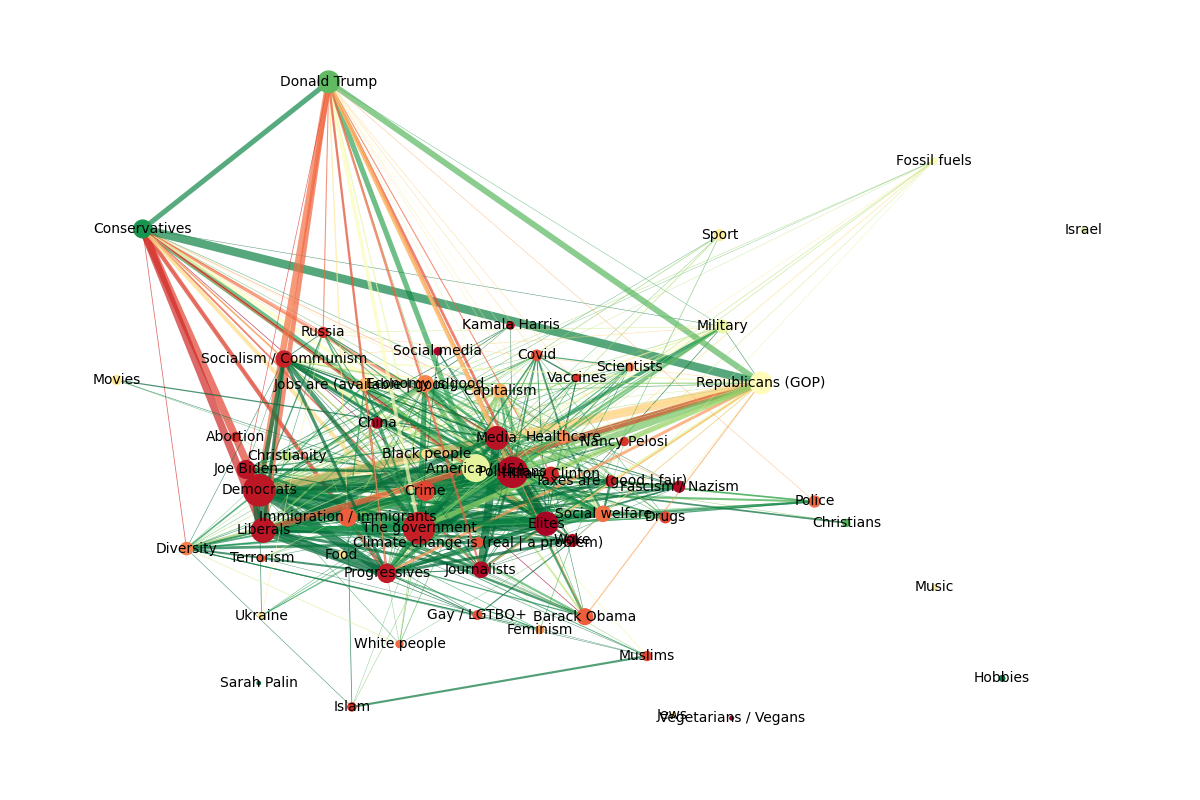 Donald Trump
Fossil fuels
Conservatives
Israel
Sport
Russia
Kamala Harris
Military
Socialism / Communism
Social media
Covid
Scientists
Vaccines
Movies
Jobs are (available | good)
Economy is good
Capitalism
Republicans (GOP)
China
Abortion
Media
Healthcare
Nancy Pelosi
Christianity
Black people
Joe Biden
America / USA
Politicians
Hillary Clinton
Taxes are (good | fair)
Democrats
Crime
Fascism / Nazism
Police
Immigration / immigrants
Social welfare
Drugs
Christians
Liberals
The government
Elites
Woke
Climate change is (real | a problem)
Diversity
Terrorism
Food
Progressives
Journalists
Music
Ukraine
Gay / LGTBQ+
Barack Obama
Feminism
White people
Muslims
Sarah Palin
Hobbies
Islam
Jews
Vegetarians / Vegans